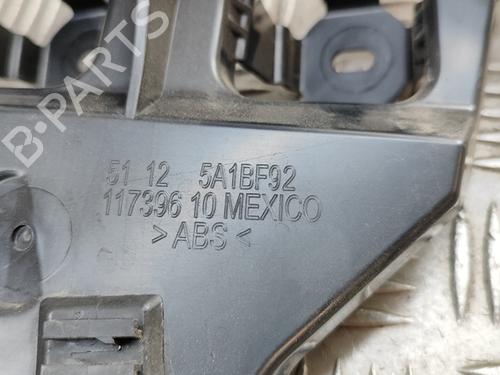 B-PARTS
51 12 5A1BF92
117396 10 MEXICO
> ABS <